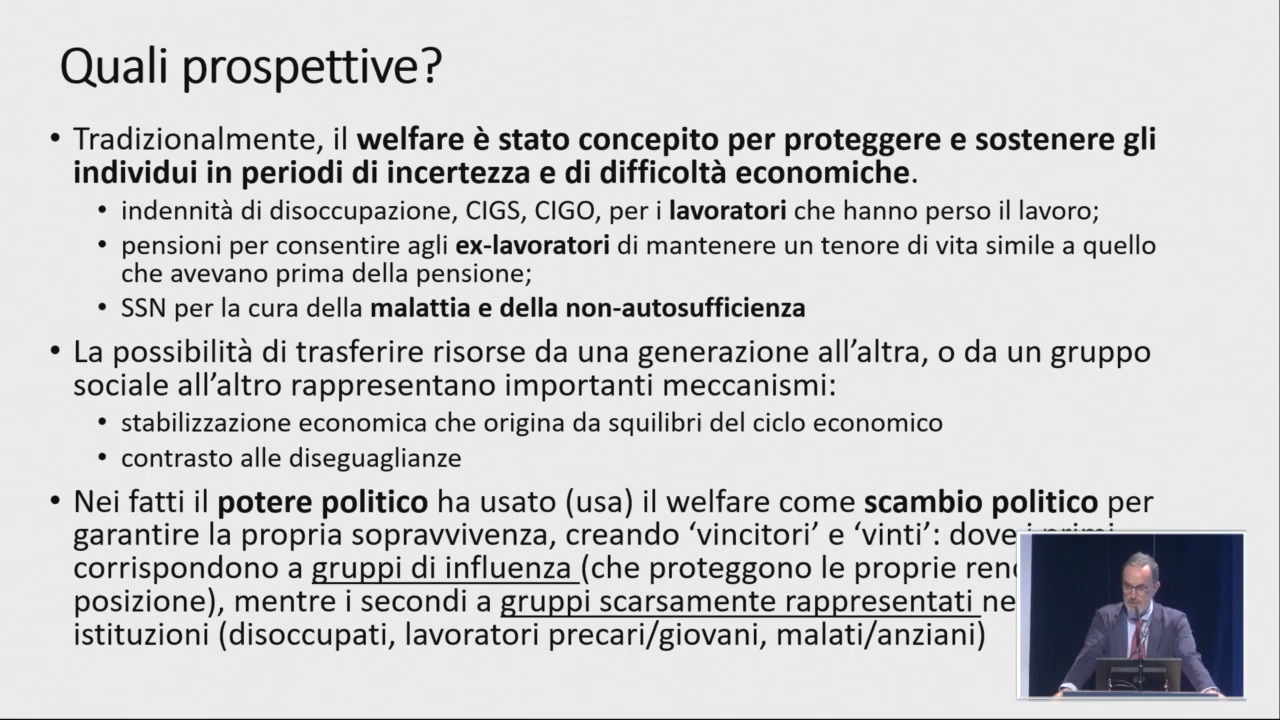 Quali prospettive?
• Tradizionalmente, il welfare è stato concepito per proteggere e sostenere gli
individui in periodi di incertezza e di difficoltà economiche.
• indennità di disoccupazione, CIGS, CIGO, per i lavoratori che hanno perso il lavoro;
• pensioni per consentire agli ex-lavoratori di mantenere un tenore di vita simile a quello
che avevano prima della pensione;
• SSN per la cura della malattia e della non-autosufficienza
• La possibilità di trasferire risorse da una generazione all’altra, o da un gruppo
sociale all’altro rappresentano importanti meccanismi:
• stabilizzazione economica che origina da squilibri del ciclo economico
• contrasto alle diseguaglianze
• Nei fatti il potere politico ha usato (usa) il welfare come scambio politico per
garantire la propria sopravvivenza, creando ‘vincitori’ e ‘vinti’: dove i primi
corrispondono a gruppi di influenza (che proteggono le proprie
posizione), mentre i secondi a gruppi scarsamente rappresentati
istituzioni (disoccupati, lavoratori precari/giovani, malati/anziani)